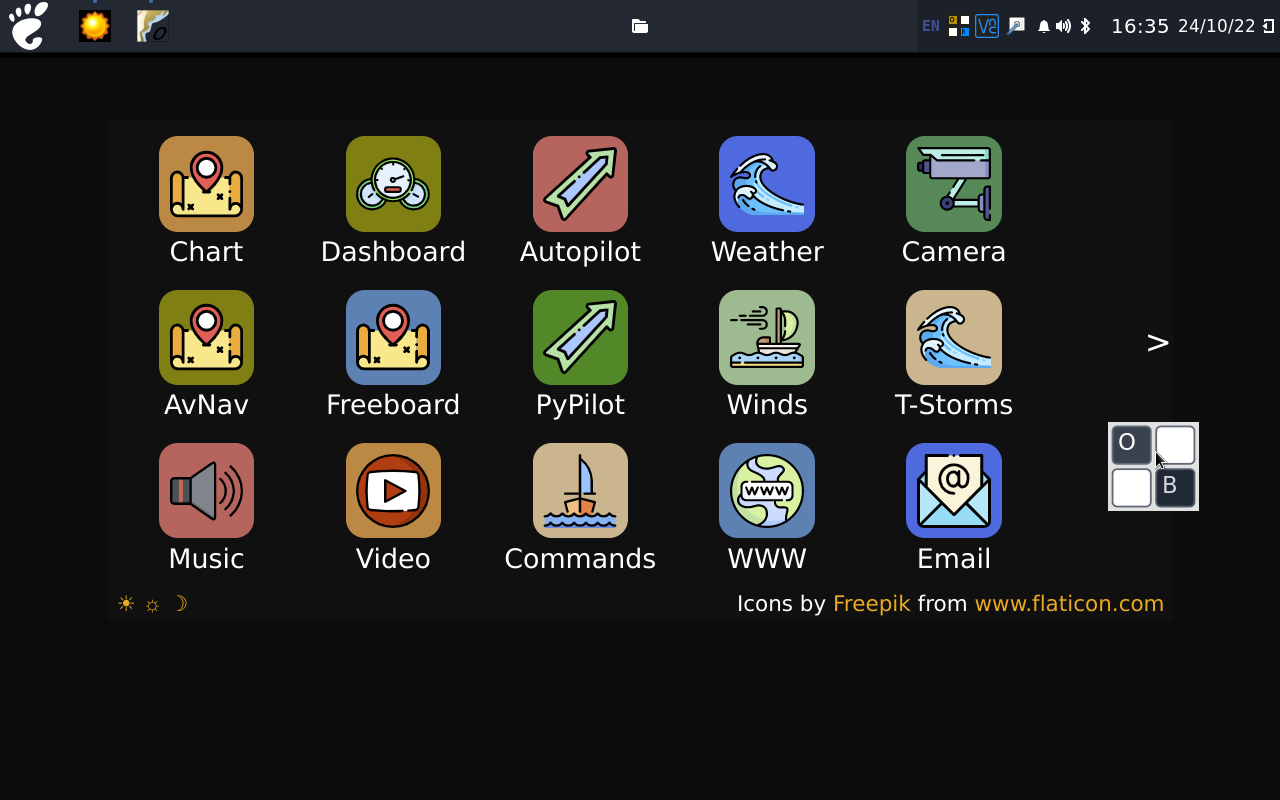 EN 16:35 24/10/22
Chart Dashboard Autopilot Weather Camera
AvNav Freeboard PyPilot Winds T-Storms
>
O
B
www
@
Music Video Commands WWW Email
Icons by Freepik from www.flaticon.com